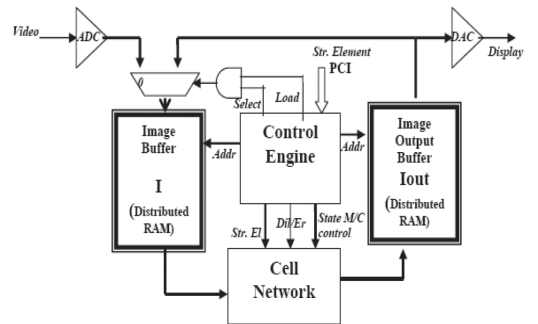 Video
ADC
DAC
Display
Str. Element
PCI
0
Select
Load
Image
Buffer
I
(Distributed
RAM)
Addr
Control
Engine
Addr
Image
Output
Buffer
Iout
(Distributed
RAM)
Str. El
Dil/Er
State M/C
control
Cell
Network